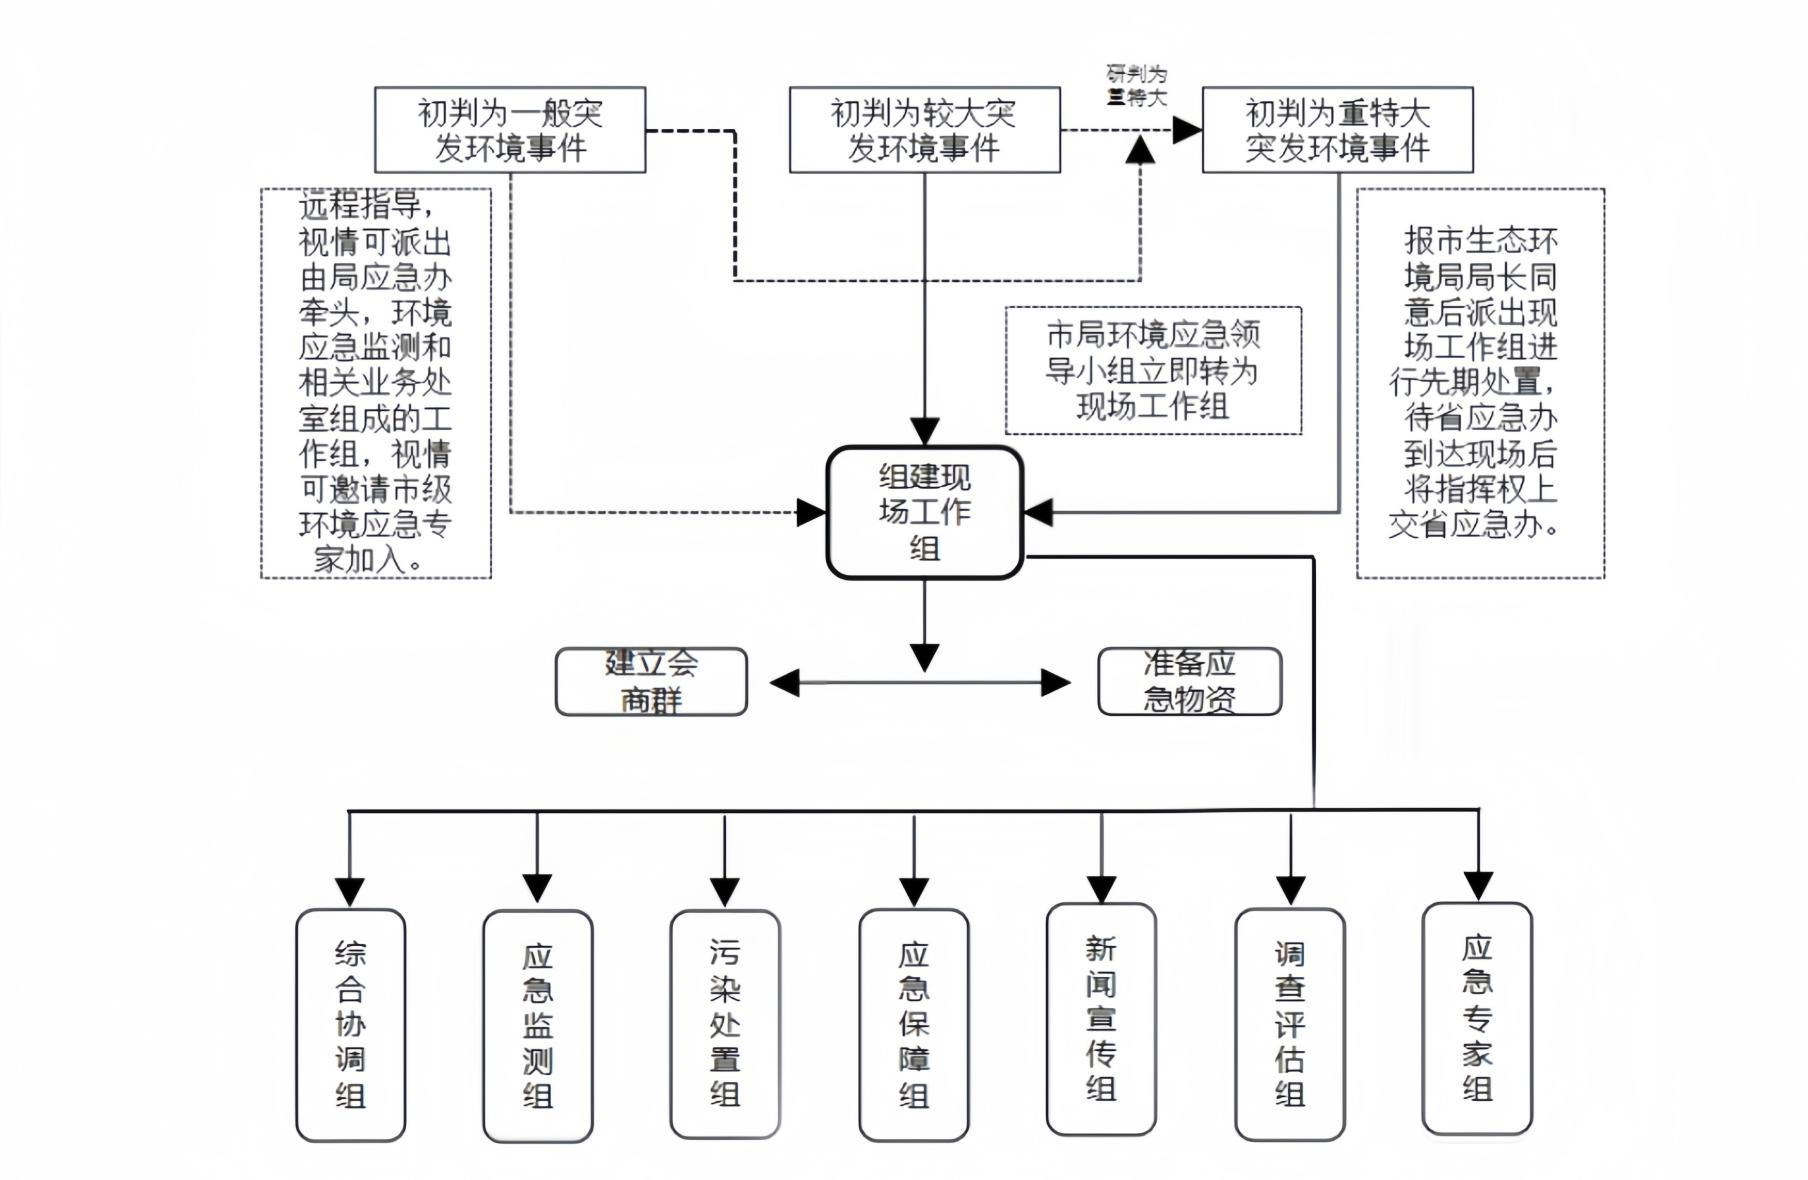 研判为
重特大
初判为一般突
发环境事件
初判为较大突
发环境事件
初判为重特大
突发环境事件
远程指导，
视情可派出
由局应急办
牵头，环境
应急监测和
相关业务处
室组成的工
作组，视情
可邀请市级
环境应急专
家加入。
市局环境应急领
导小组立即转为
现场工作组
报市生态环
境局局长同
意后派出现
场工作组进
行先期处置，
待省应急办
到达现场后
将指挥权上
交省应急办。
组建现
场工作
组
建立会
商群
准备应
急物资
综合协调组
应急监测组
污染处置组
应急保障组
新闻宣传组
调查评估组
应急专家组